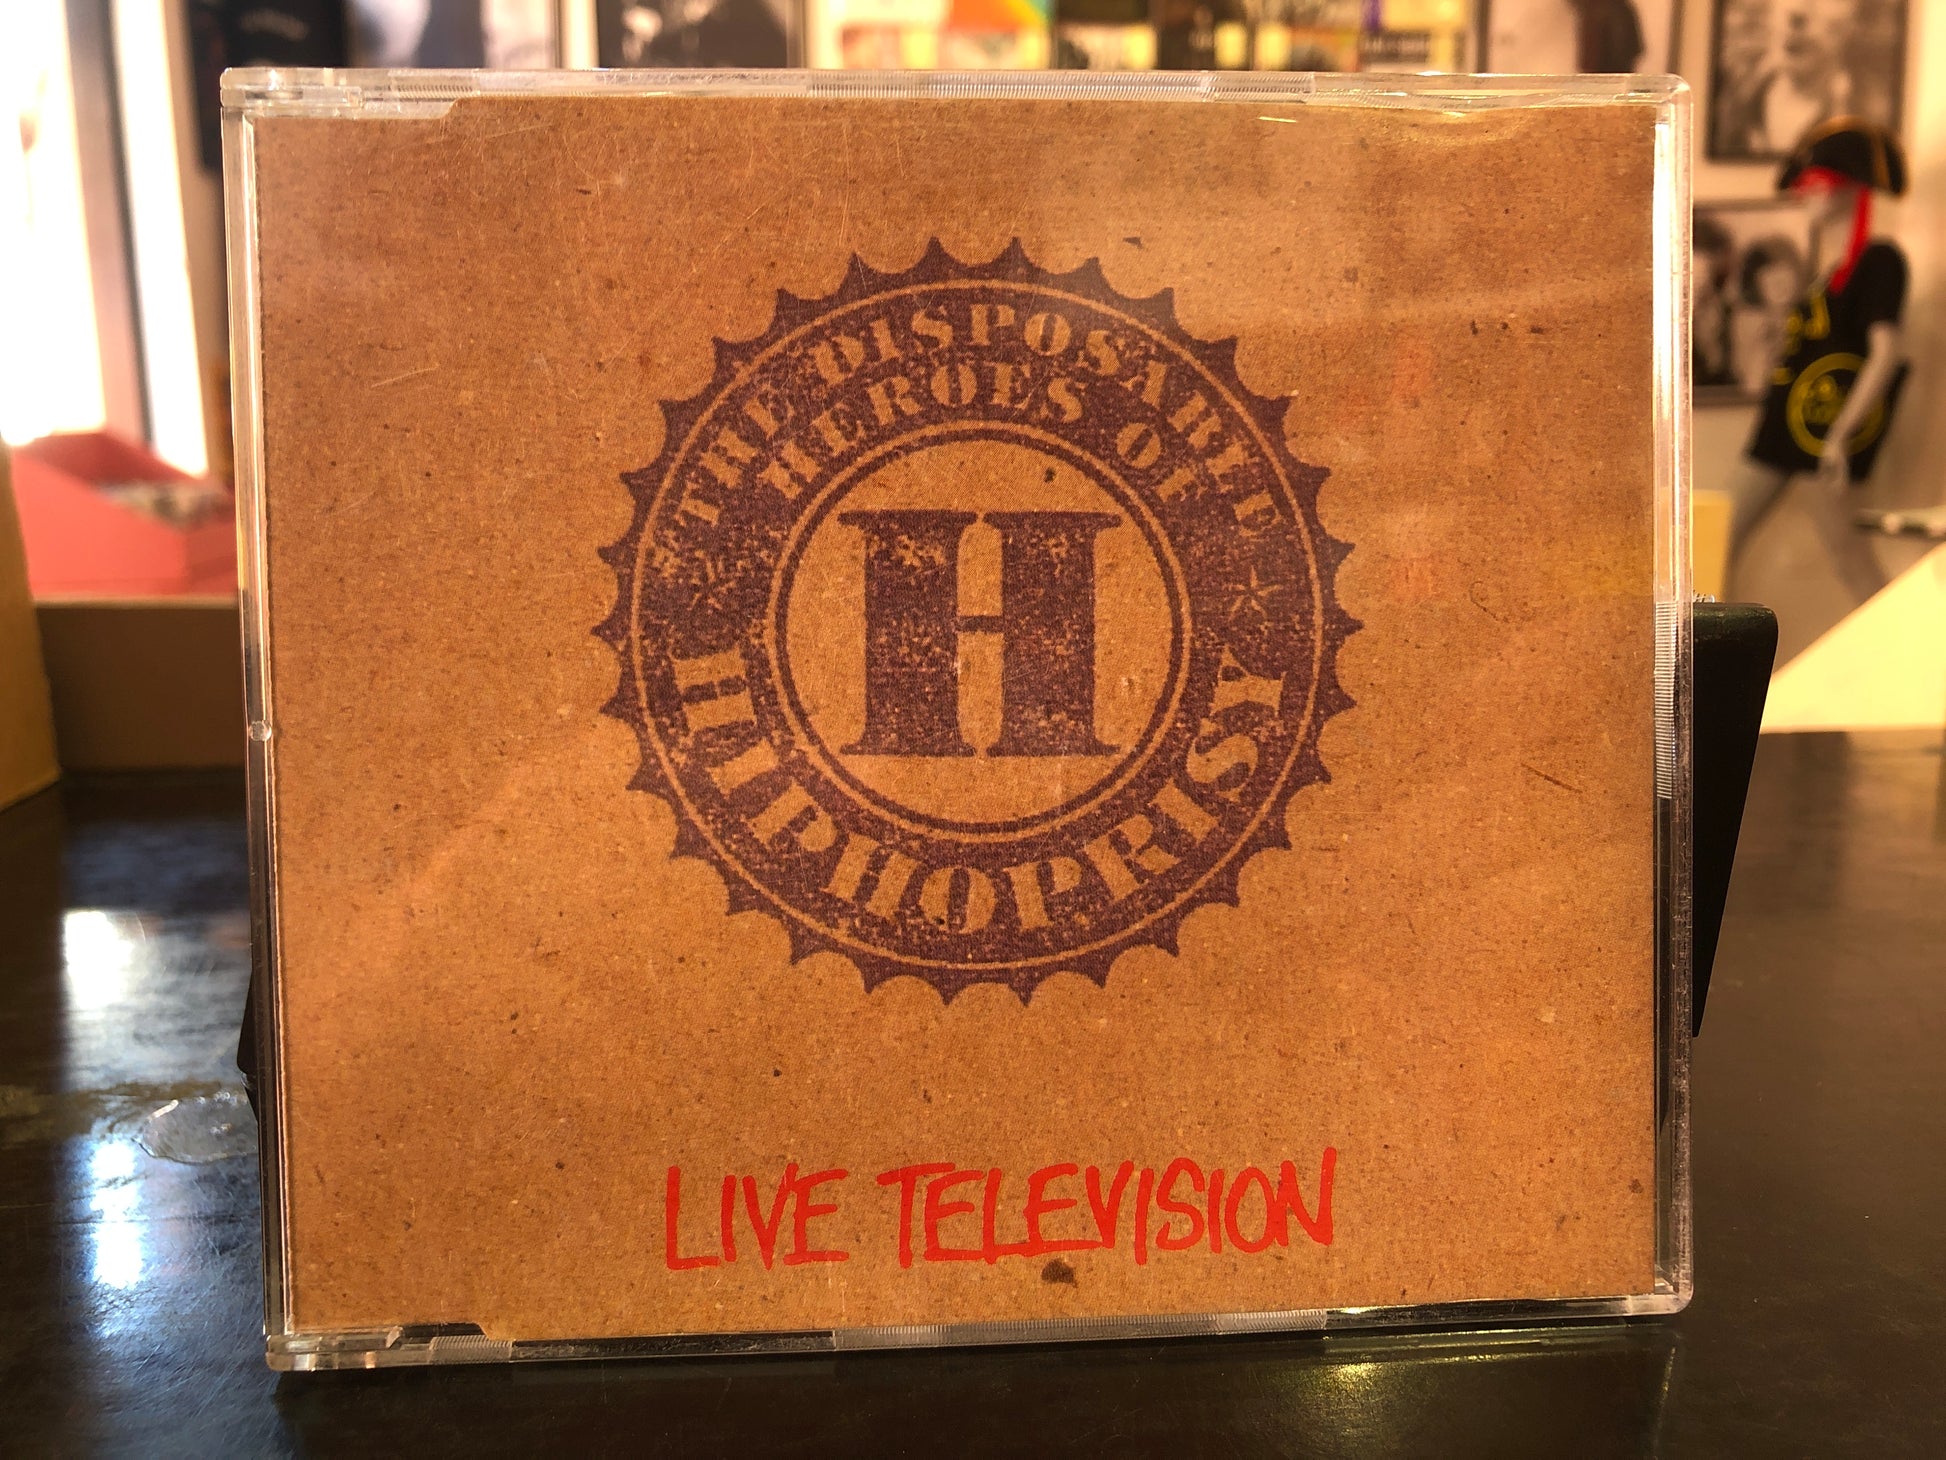 THE DISPOSABLE
HEROES OF
H
HIPHOPRISY
LIVE TELEVISION